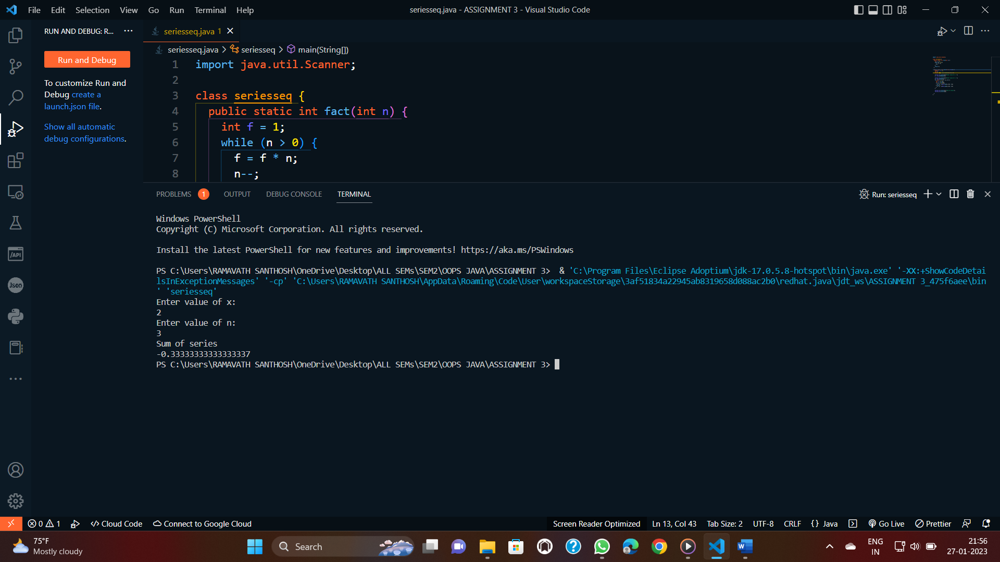 File Edit Selection View Go Run Terminal Help
seriesseq.java - ASSIGNMENT 3 - Visual Studio Code
RUN AND DEBUG: R... ···
Run and Debug
To customize Run and
Debug create a
launch.json file.
Show all automatic
debug configurations.
seriesseq.java 1
seriesseq.java > seriesseq > main(String[])
1 import java.util.Scanner;
2
3 class seriesseq {
4 public static int fact(int n) {
5 int f = 1;
6 while (n > 0) {
7 f = f * n;
8 n--;
PROBLEMS 1 OUTPUT DEBUG CONSOLE TERMINAL
Run: seriesseq
Windows PowerShell
Copyright (C) Microsoft Corporation. All rights reserved.
Install the latest PowerShell for new features and improvements! https://aka.ms/PSWindows
PS C:\Users\RAMAVATH SANTHOSH\OneDrive\Desktop\ALL SEMs\SEM2\OOPS JAVA\ASSIGNMENT 3> & 'C:\Program Files\Eclipse Adoptium\jdk-17.0.5.8-hotspot\bin\java.exe' '-XX:+ShowCodeDetai
lsInExceptionMessages' '-cp' 'C:\Users\RAMAVATH SANTHOSH\AppData\Roaming\Code\User\workspaceStorage\3af51834a22945ab8319658d088ac2b0\redhat.java\jdt_ws\ASSIGNMENT 3_475f6aee\bin
' 'seriesseq'
Enter value of x:
2
Enter value of n:
3
Sum of series
-0.33333333333333337
PS C:\Users\RAMAVATH SANTHOSH\OneDrive\Desktop\ALL SEMs\SEM2\OOPS JAVA\ASSIGNMENT 3>
/API
Json
0 1 Cloud Code Connect to Google Cloud
Screen Reader Optimized Ln 13, Col 43 Tab Size: 2 UTF-8 CRLF {} Java Go Live Prettier
75°F
Mostly cloudy
Search
ENG
IN
21:56
27-01-2023